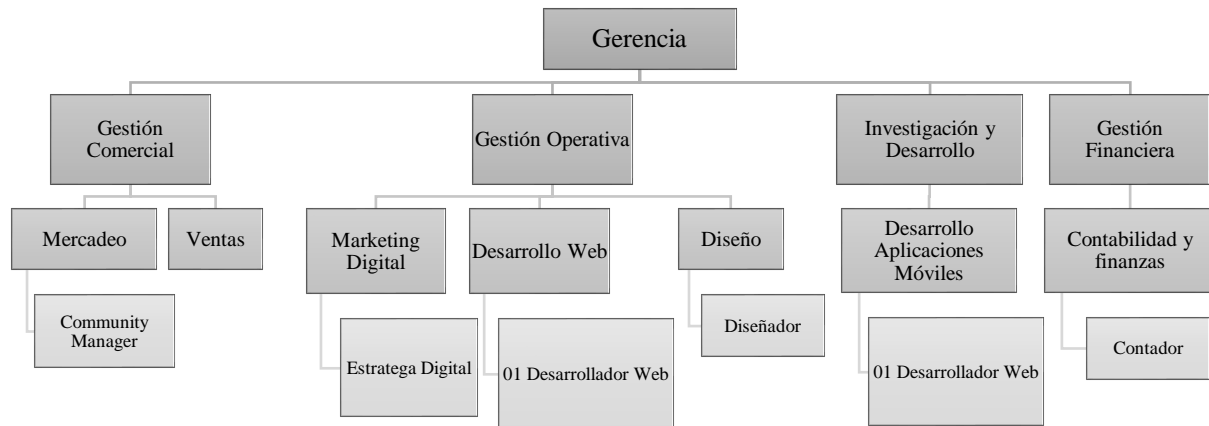 Gerencia
Gestión
Comercial
Gestión Operativa
Investigación y
Desarrollo
Gestión
Financiera
Mercadeo
Ventas
Marketing
Digital
Desarrollo Web
Diseño
Desarrollo
Aplicaciones
Móviles
Contabilidad y
finanzas
Community
Manager
Estratega Digital
01 Desarrollador Web
Diseñador
01 Desarrollador Web
Contador